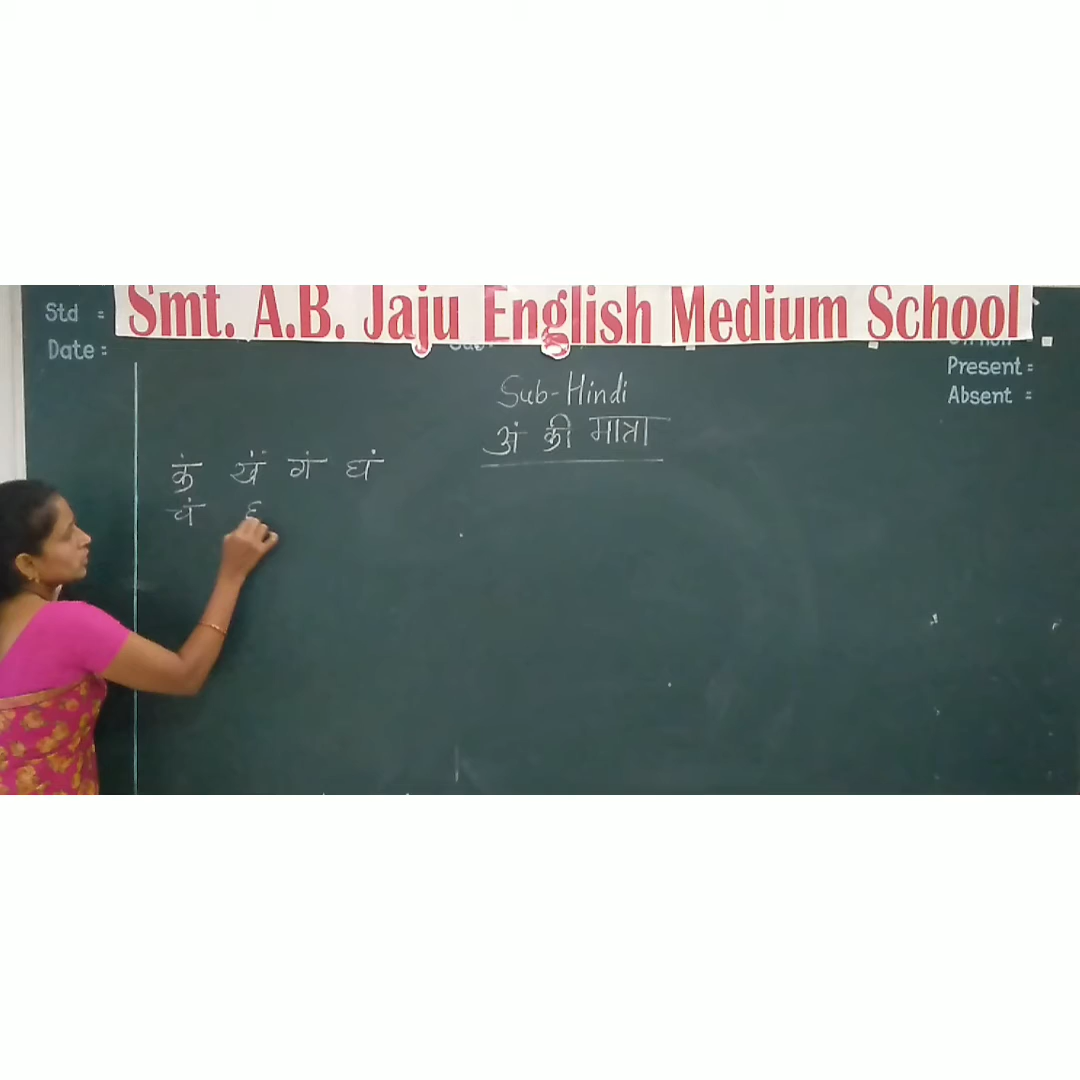 Smt. A.B. Jaju English Medium School
Std =
Date :
Present =
Absent =
Sub-Hindi
अं की मात्रा
कं खं गं घं
चं